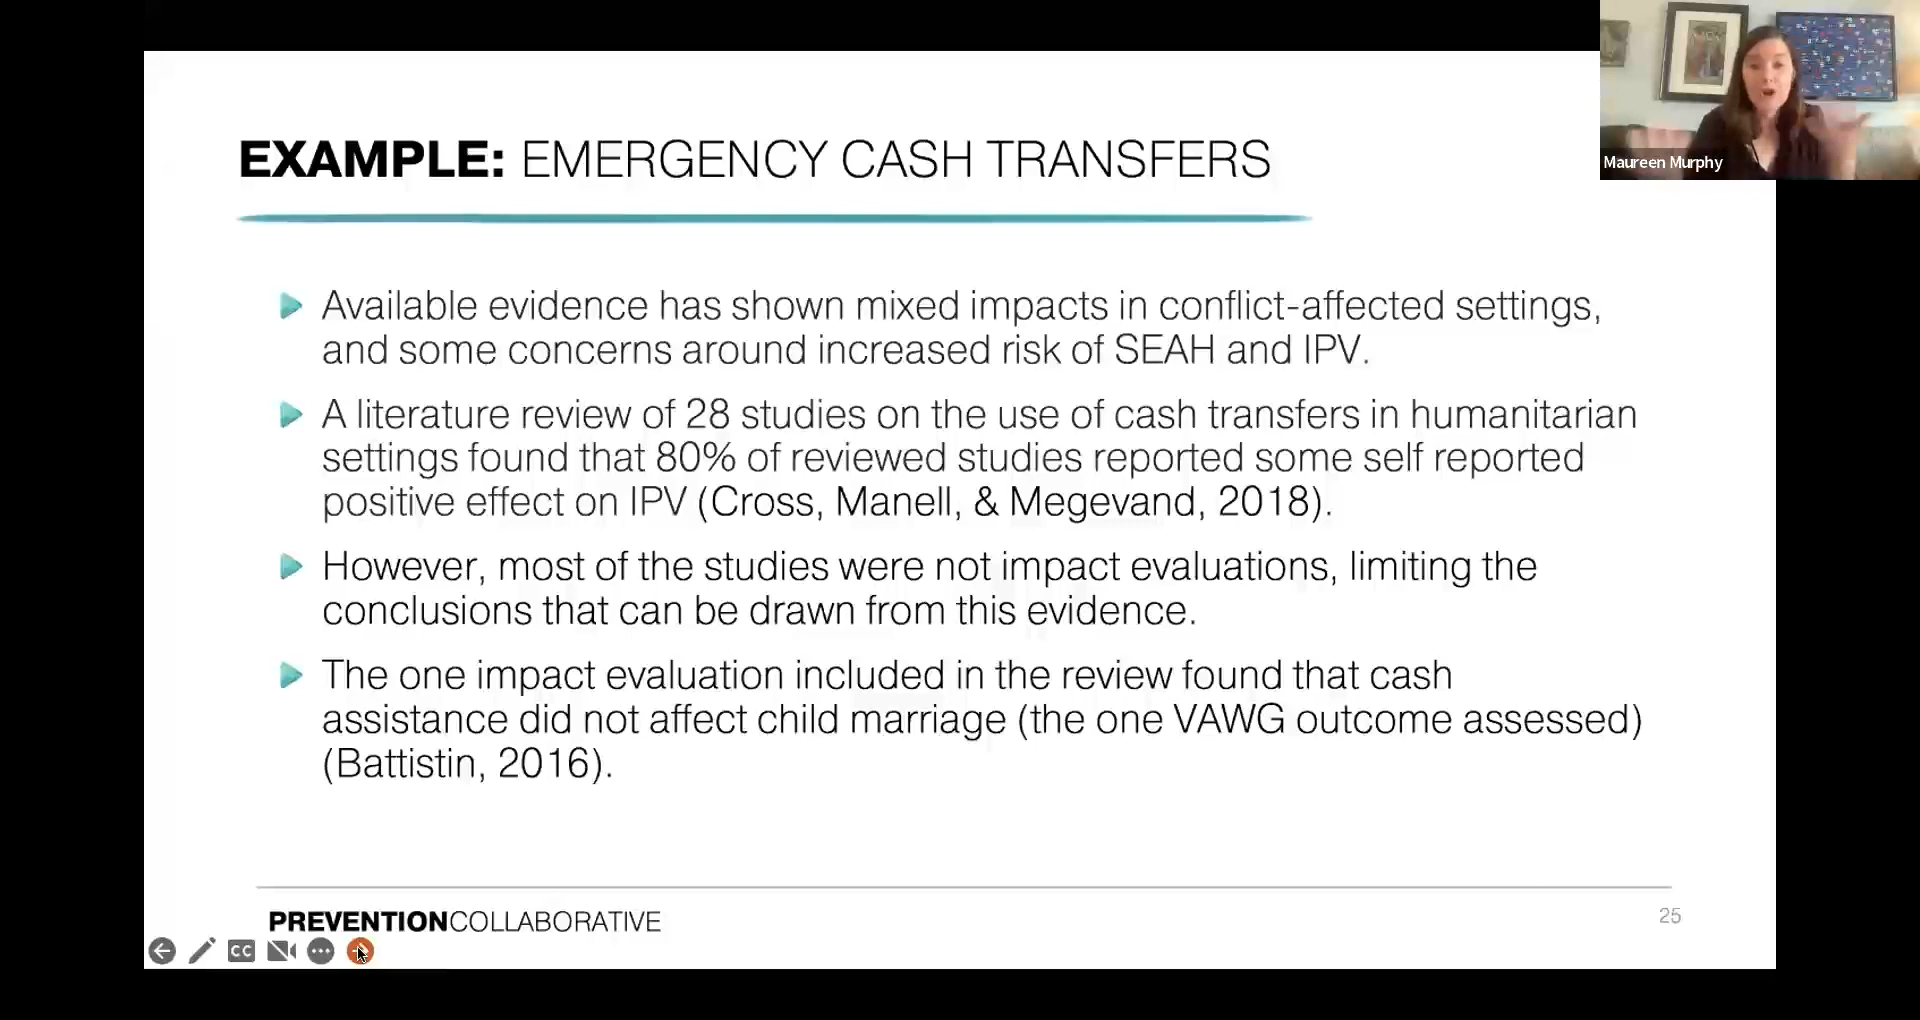 EXAMPLE: EMERGENCY CASH TRANSFERS
Maureen Murphy
Available evidence has shown mixed impacts in conflict-affected settings,
and some concerns around increased risk of SEAH and IPV.
A literature review of 28 studies on the use of cash transfers in humanitarian
settings found that 80% of reviewed studies reported some self reported
positive effect on IPV (Cross, Manell, & Megevand, 2018).
However, most of the studies were not impact evaluations, limiting the
conclusions that can be drawn from this evidence.
The one impact evaluation included in the review found that cash
assistance did not affect child marriage (the one VAWG outcome assessed)
(Battistin, 2016).
PREVENTIONCOLLABORATIVE
25
CC